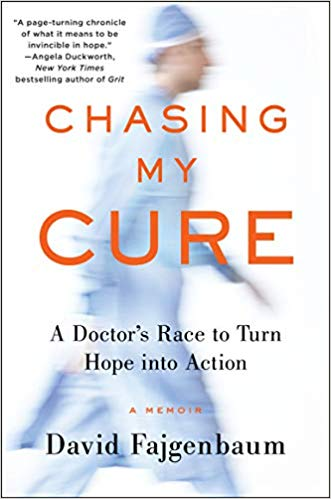 "A page-turning chronicle
of what it means to be
invincible in hope."
—Angela Duckworth,
New York Times
bestselling author of Grit
CHASING
MY
CURE
A Doctor's Race to Turn
Hope into Action
A MEMOIR
David Fajgenbaum